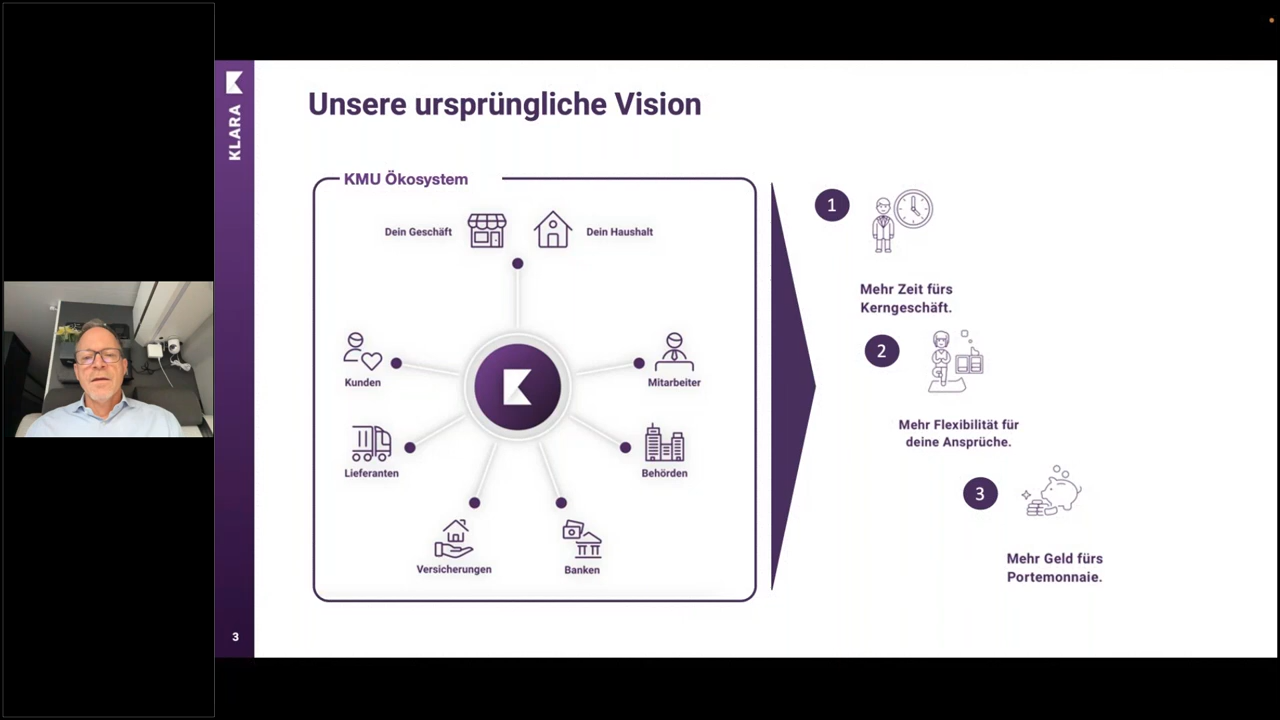 KLARA
Unsere ursprüngliche Vision
KMU Ökosystem
Dein Geschäft
Dein Haushalt
Kunden
Mitarbeiter
Lieferanten
Behörden
Versicherungen
Banken
1
Mehr Zeit fürs
Kerngeschäft.
2
Mehr Flexibilität für
deine Ansprüche.
3
Mehr Geld fürs
Portemonnaie.
3